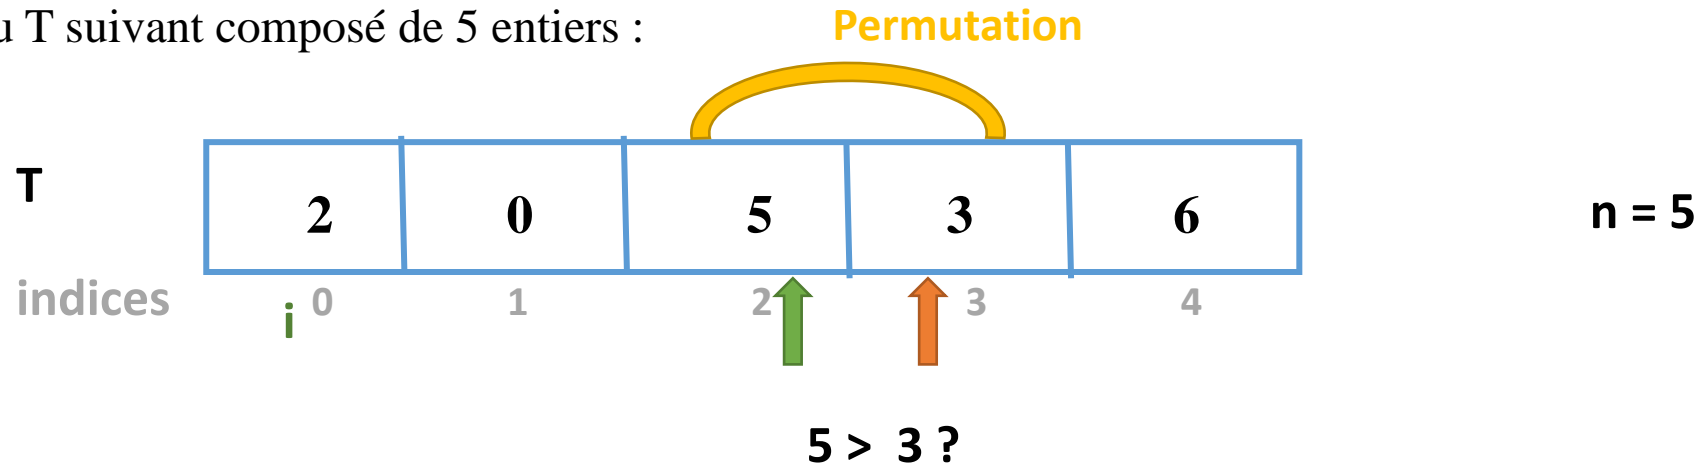 u T suivant composé de 5 entiers :
Permutation
T
2 0 5 3 6
n = 5
indices
0 1 2 3 4
i
5 > 3 ?